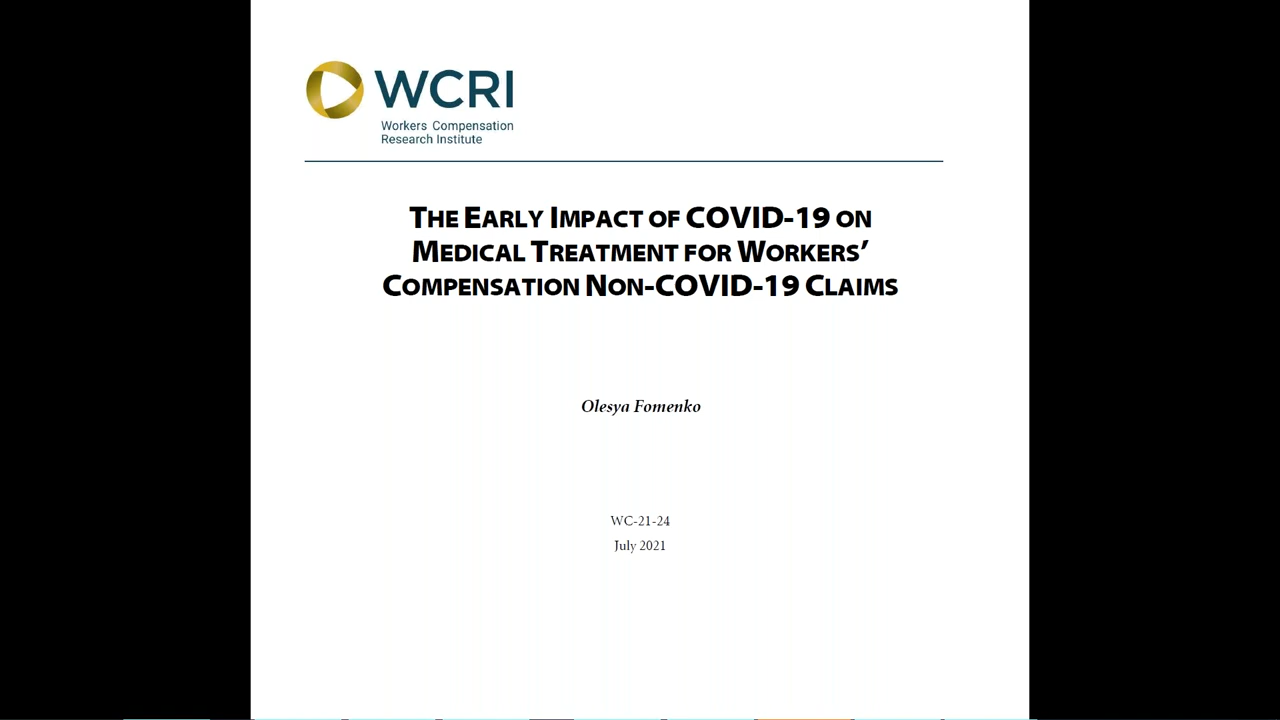 WCRI
Workers Compensation
Research Institute
THE EARLY IMPACT OF COVID-19 ON
MEDICAL TREATMENT FOR WORKERS’
COMPENSATION NON-COVID-19 CLAIMS
Olesya Fomenko
WC-21-24
July 2021